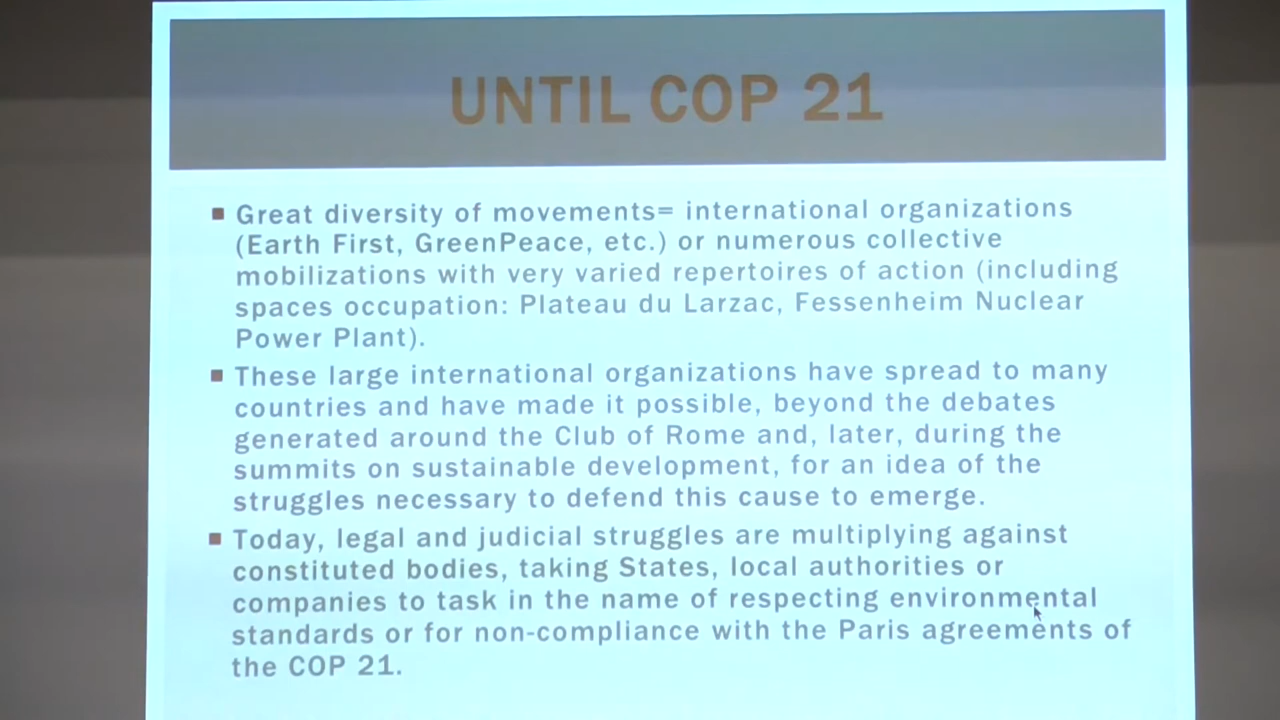 UNTIL COP 21
▪ Great diversity of movements= international organizations
(Earth First, GreenPeace, etc.) or numerous collective
mobilizations with very varied repertoires of action (including
spaces occupation: Plateau du Larzac, Fessenheim Nuclear
Power Plant).
▪ These large international organizations have spread to many
countries and have made it possible, beyond the debates
generated around the Club of Rome and, later, during the
summits on sustainable development, for an idea of the
struggles necessary to defend this cause to emerge.
▪ Today, legal and judicial struggles are multiplying against
constituted bodies, taking States, local authorities or
companies to task in the name of respecting environmental
standards or for non-compliance with the Paris agreements of
the COP 21.